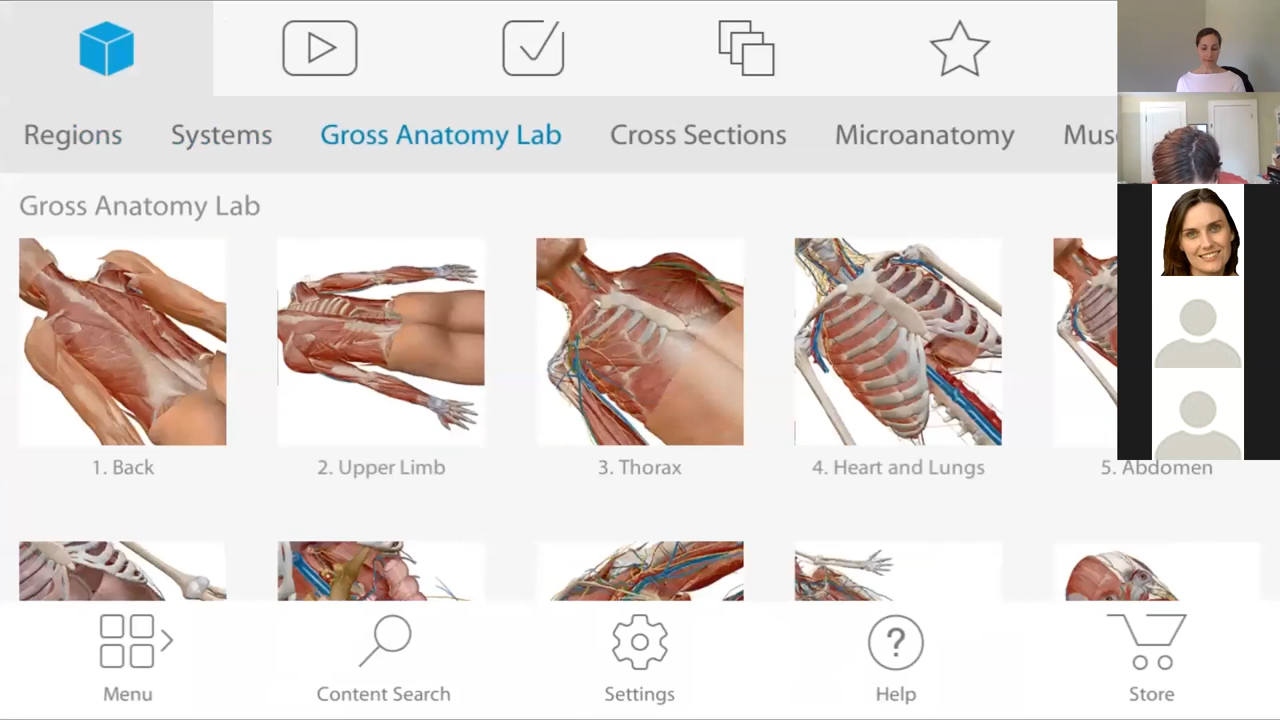 Regions Systems Gross Anatomy Lab Cross Sections Microanatomy Mus
Gross Anatomy Lab
1. Back 2. Upper Limb 3. Thorax 4. Heart and Lungs 5. Abdomen
?
Menu Content Search Settings Help Store